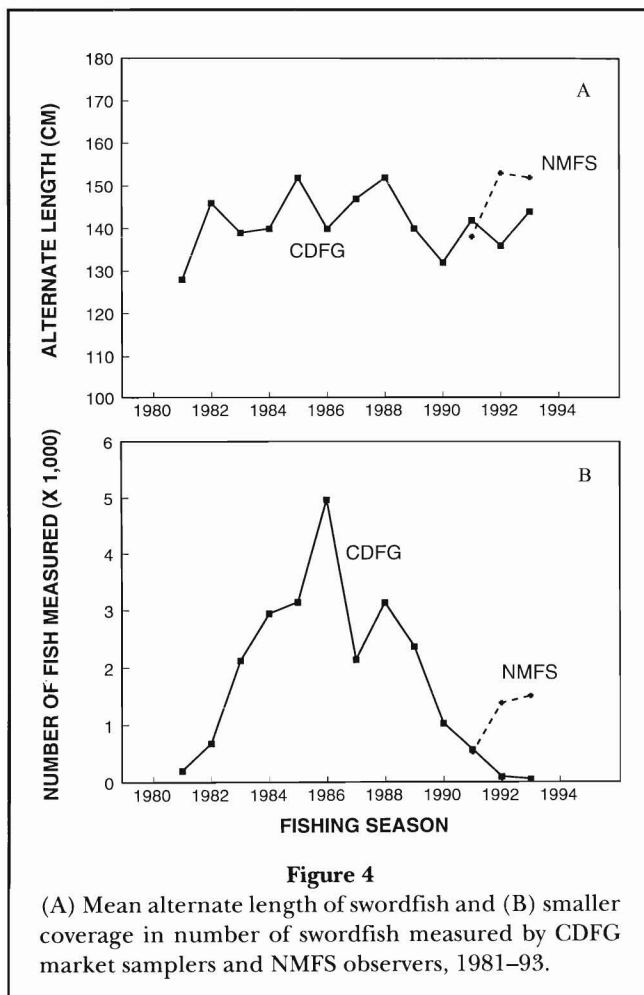 180
170
160
150
140
130
120
110
100
ALTERNATE LENGTH (CM)
A
NMFS
CDFG
1980 1982 1984 1986 1988 1990 1992 1994
6
5
4
3
2
1
0
NUMBER OF FISH MEASURED (X 1,000)
B
CDFG
NMFS
1980 1982 1984 1986 1988 1990 1992 1994
FISHING SEASON
Figure 4
(A) Mean alternate length of swordfish and (B) smaller
coverage in number of swordfish measured by CDFG
market samplers and NMFS observers, 1981–93.